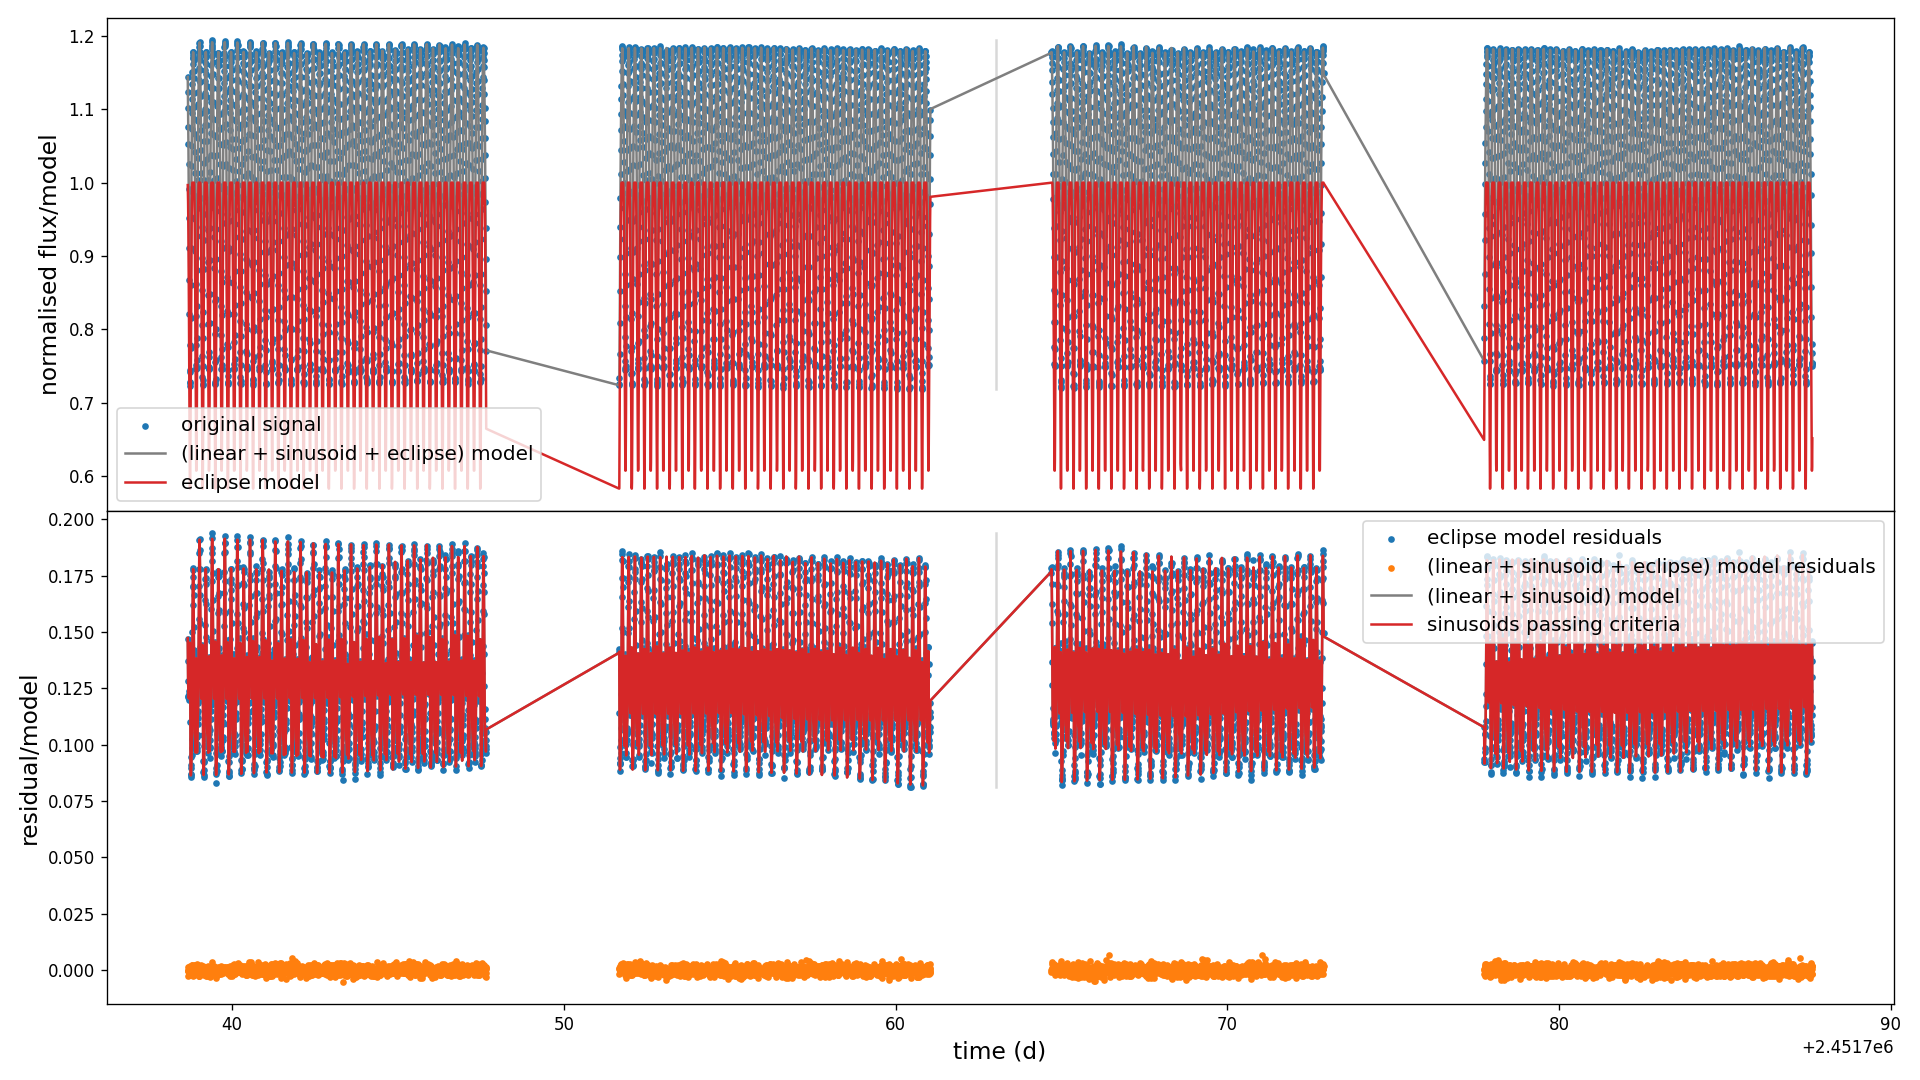 1.2
1.1
1.0
0.9
0.8
0.7
0.6
normalised flux/model
original signal
(linear + sinusoid + eclipse) model
eclipse model
0.200
0.175
0.150
0.125
0.100
0.075
0.050
0.025
0.000
residual/model
eclipse model residuals
(linear + sinusoid + eclipse) model residuals
(linear + sinusoid) model
sinusoids passing criteria
40 50 60 70 80 90
time (d)
+2.4517e6